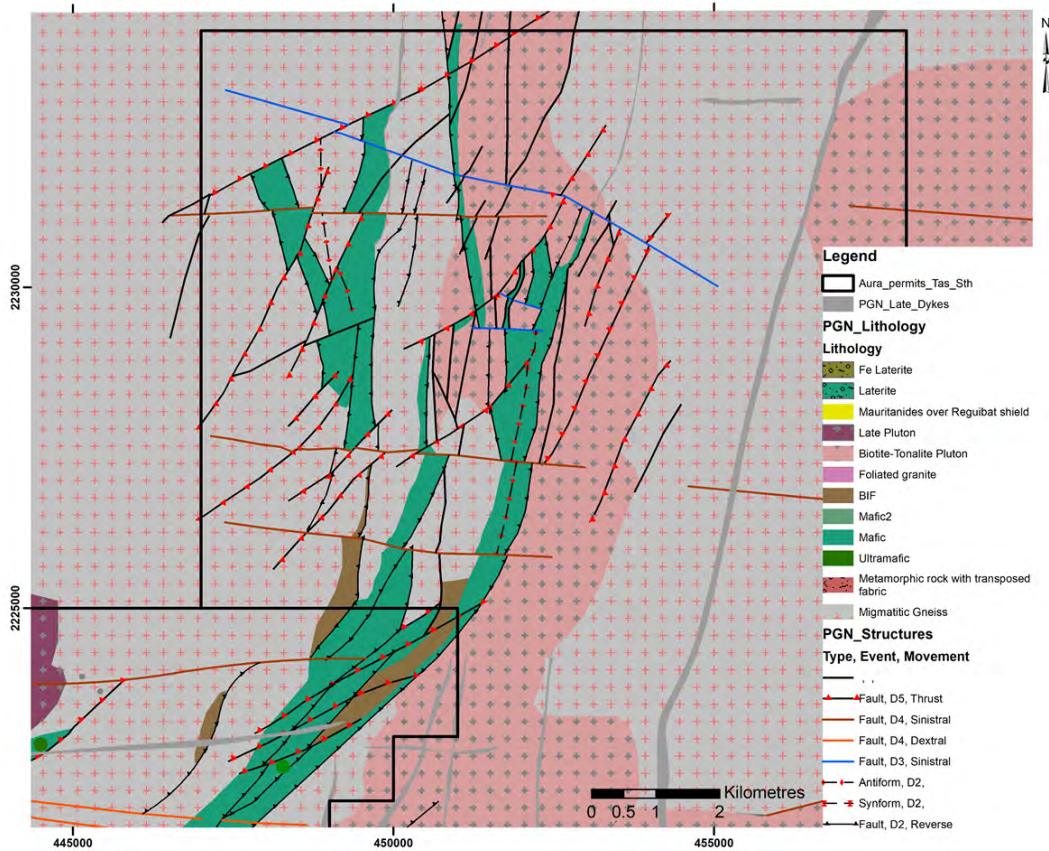 N
2230000
2225000
445000
450000
455000
0 0.5 1 2
Kilometres
Legend
Aura_permits_Tas_Sth
PGN_Late_Dykes
PGN_Lithology
Lithology
Fe Laterite
Laterite
Mauritanides over Reguibat shield
Late Pluton
Biotite-Tonalite Pluton
Foliated granite
BIF
Mafic2
Mafic
Ultramafic
Metamorphic rock with transposed
fabric
Migmatitic Gneiss
PGN_Structures
Type, Event, Movement
, ,
Fault, D5, Thrust
Fault, D4, Sinistral
Fault, D4, Dextral
Fault, D3, Sinistral
Antiform, D2,
Synform, D2,
Fault, D2, Reverse